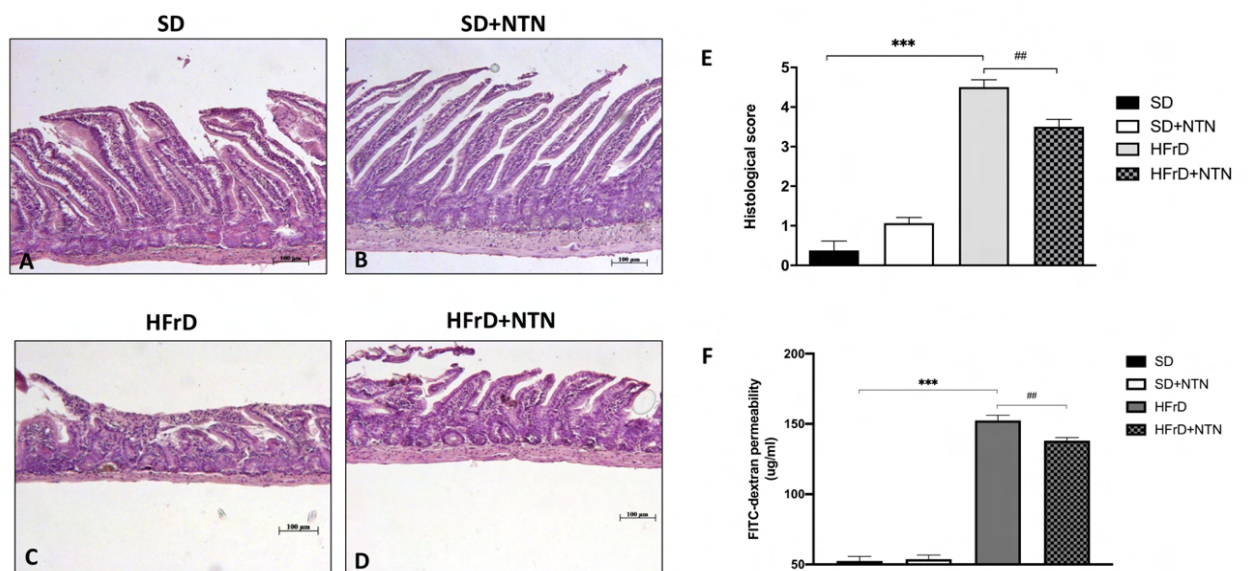 SD
SD+NTN
A
100 µm
B
100 µm
HFrD
HFrD+NTN
C
100 µm
D
100 µm
E
***
##
Histological score
5
4
3
2
1
0
SD
SD+NTN
HFrD
HFrD+NTN
F
***
##
FITC-dextran permeability
(ug/ml)
200
150
100
50
SD
SD+NTN
HFrD
HFrD+NTN